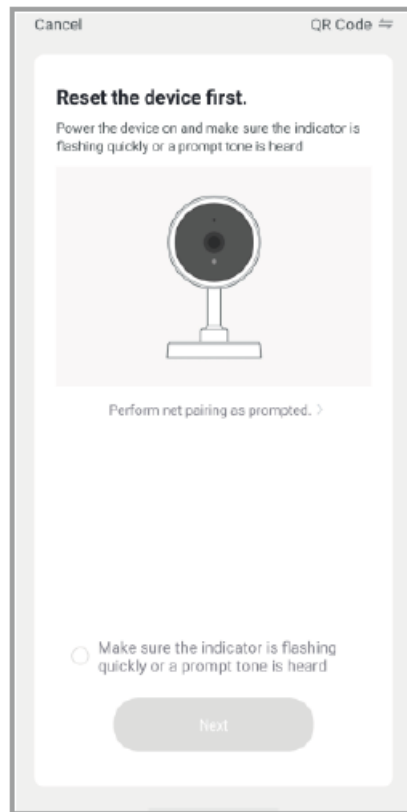 Cancel
QR Code ⇋
Reset the device first.
Power the device on and make sure the indicator is
flashing quickly or a prompt tone is heard
Perform net pairing as prompted. >
Make sure the indicator is flashing
quickly or a prompt tone is heard
Next